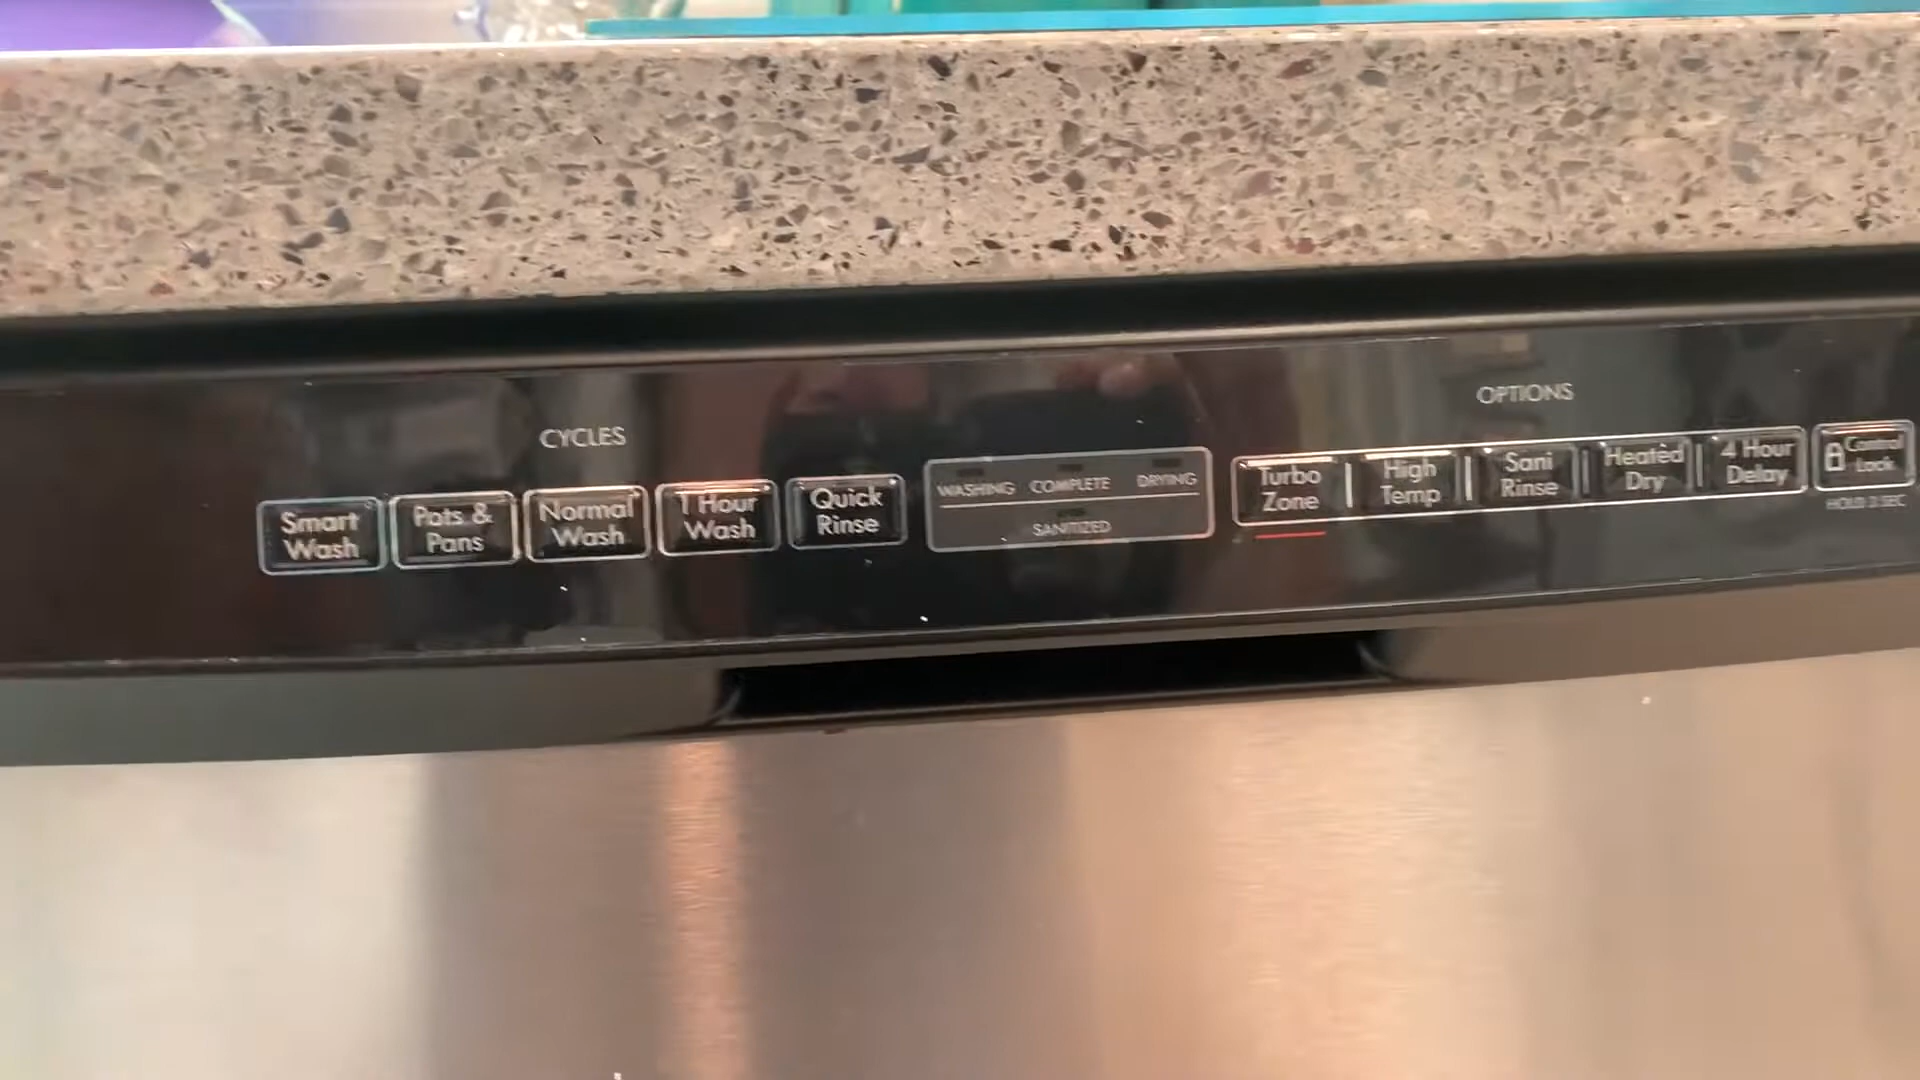 CYCLES
Smart
Wash
Pots &
Pans
Normal
Wash
1 Hour
Wash
Quick
Rinse
WASHING COMPLETE DRYING
SANITIZED
OPTIONS
Turbo
Zone
High
Temp
Sani
Rinse
Heated
Dry
4 Hour
Delay
Control
Lock
HOLD 3 SEC